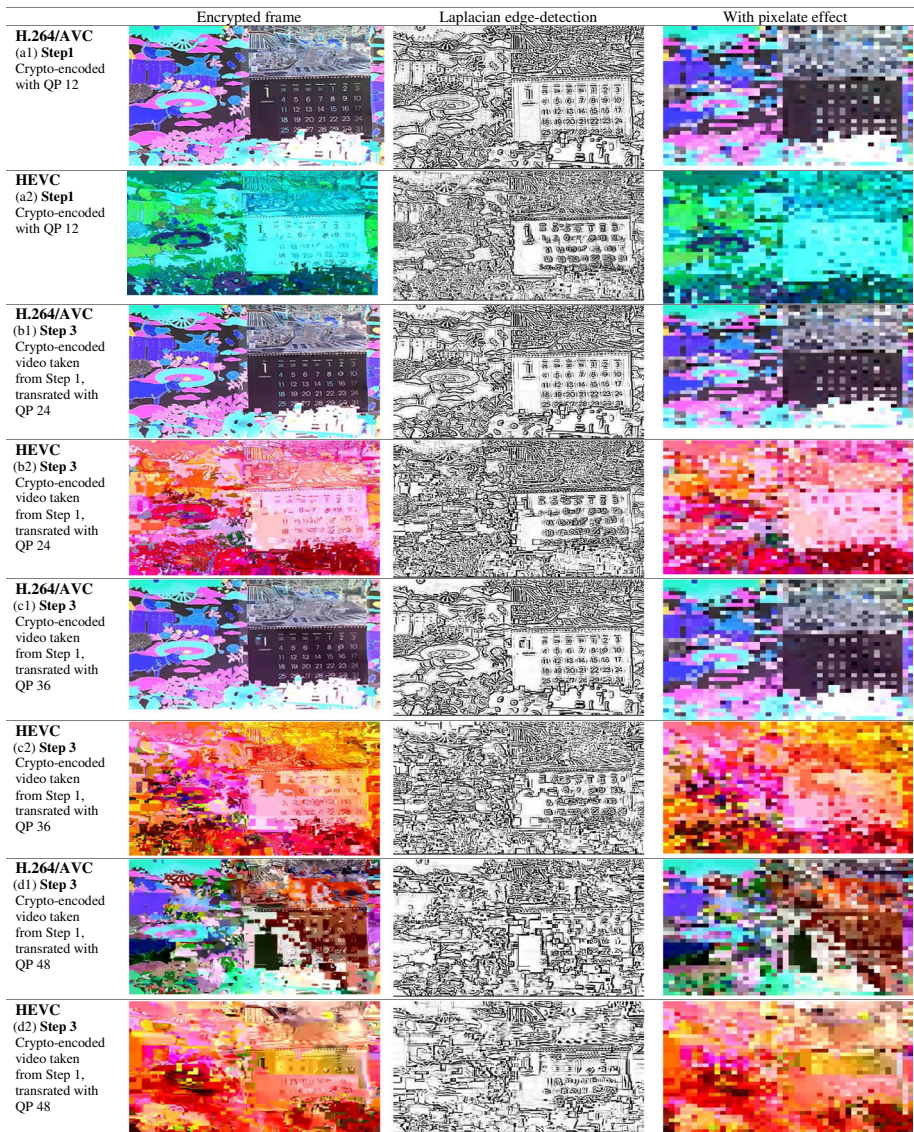 Encrypted frame
Laplacian edge-detection
With pixelate effect
H.264/AVC
(a1) Step1
Crypto-encoded
with QP 12
HEVC
(a2) Step1
Crypto-encoded
with QP 12
H.264/AVC
(b1) Step 3
Crypto-encoded
video taken
from Step 1,
transrated with
QP 24
HEVC
(b2) Step 3
Crypto-encoded
video taken
from Step 1,
transrated with
QP 24
H.264/AVC
(c1) Step 3
Crypto-encoded
video taken
from Step 1,
transrated with
QP 36
HEVC
(c2) Step 3
Crypto-encoded
video taken
from Step 1,
transrated with
QP 36
H.264/AVC
(d1) Step 3
Crypto-encoded
video taken
from Step 1,
transrated with
QP 48
HEVC
(d2) Step 3
Crypto-encoded
video taken
from Step 1,
transrated with
QP 48